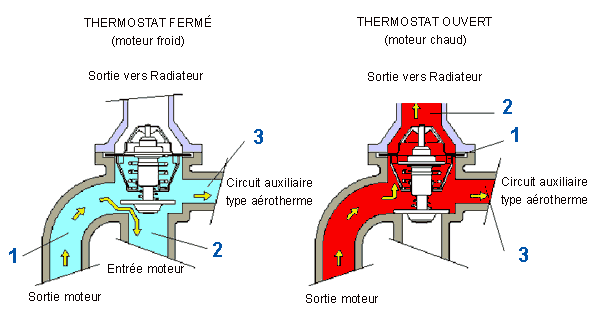 THERMOSTAT FERMÉ
(moteur froid)
Sortie vers Radiateur
3
Circuit auxiliaire
type aérotherme
1
2
Entrée moteur
Sortie moteur
THERMOSTAT OUVERT
(moteur chaud)
Sortie vers Radiateur
2
1
Circuit auxiliaire
type aérotherme
3
Sortie moteur